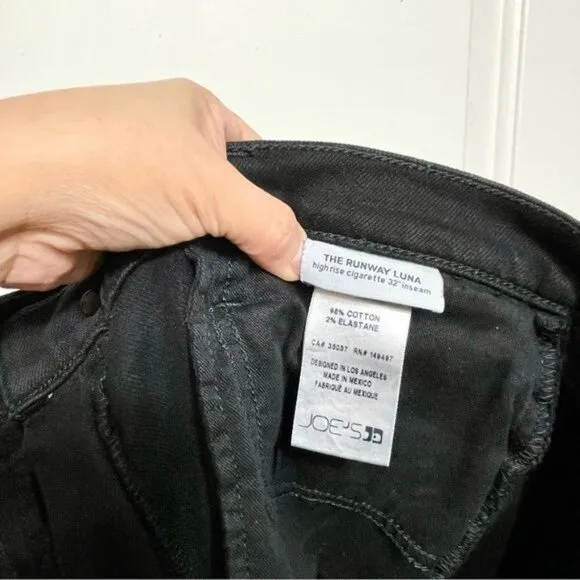 THE RUNWAY LUNA
high rise cigarette 32" inseam
98% COTTON
2% ELASTANE
CA# 35037 RN# 149497
DESIGNED IN LOS ANGELES
MADE IN MEXICO
FABRIQUÉ AU MEXIQUE
JOE'S